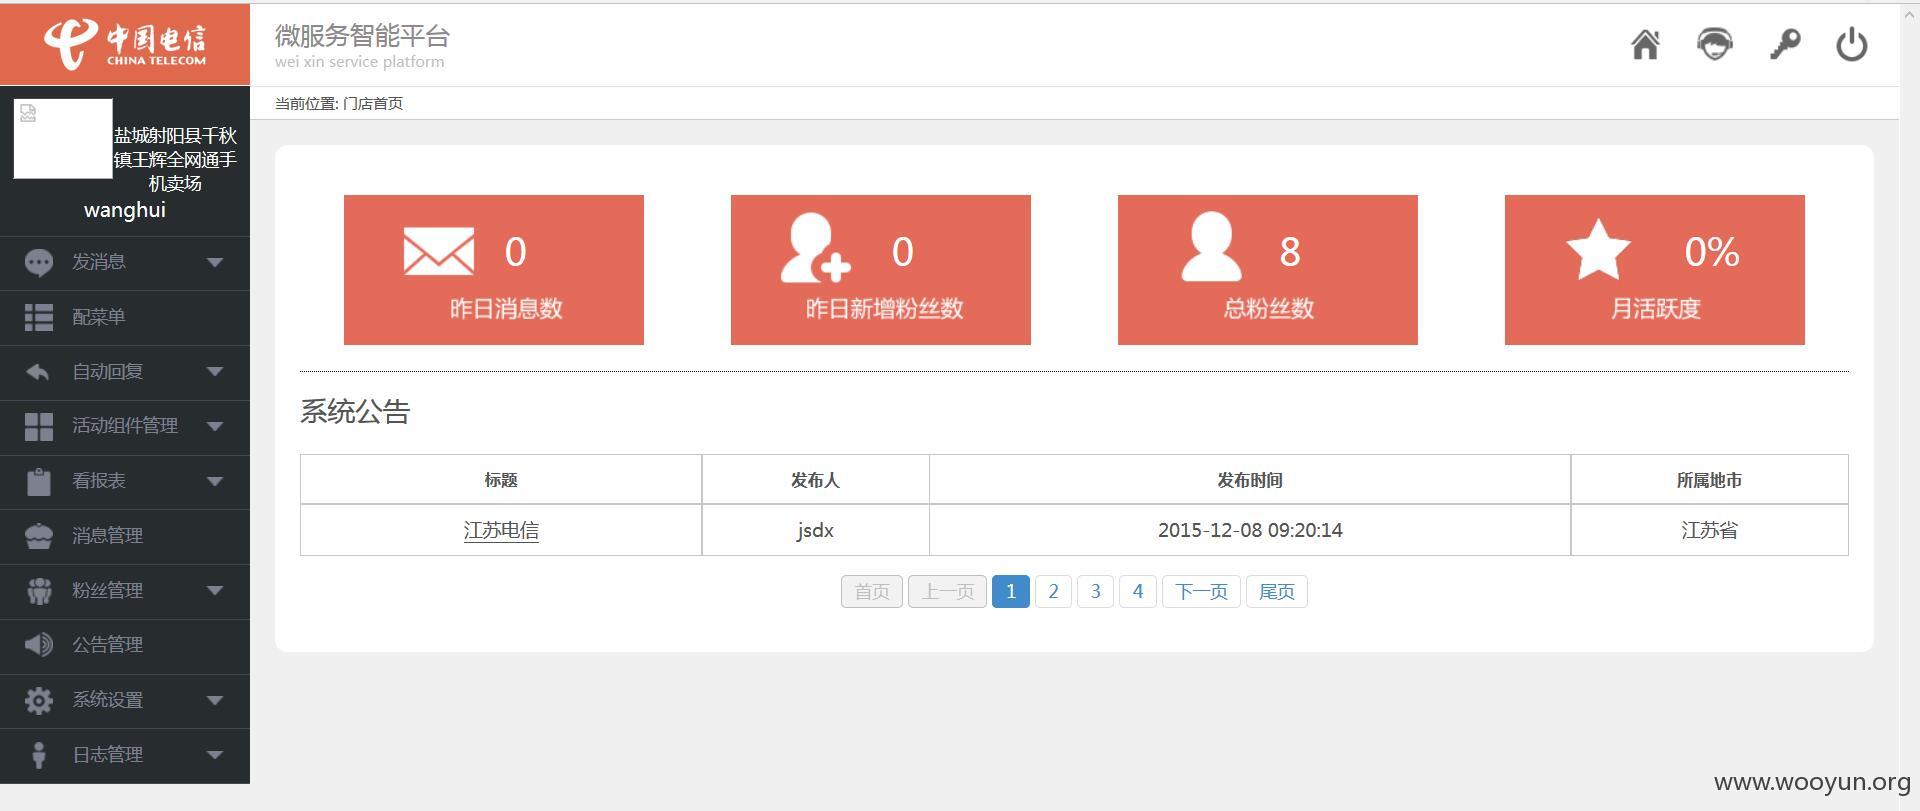 中国电信
CHINA TELECOM
微服务智能平台
wei xin service platform
当前位置: 门店首页
盐城射阳县千秋
镇王辉全网通手
机卖场
wanghui
发消息
配菜单
自动回复
活动组件管理
看报表
消息管理
粉丝管理
公告管理
系统设置
日志管理
0
昨日消息数
0
昨日新增粉丝数
8
总粉丝数
0%
月活跃度
系统公告
标题 发布人 发布时间 所属地市
江苏电信 jsdx 2015-12-08 09:20:14 江苏省
首页 上一页 1 2 3 4 下一页 尾页
www.wooyun.org